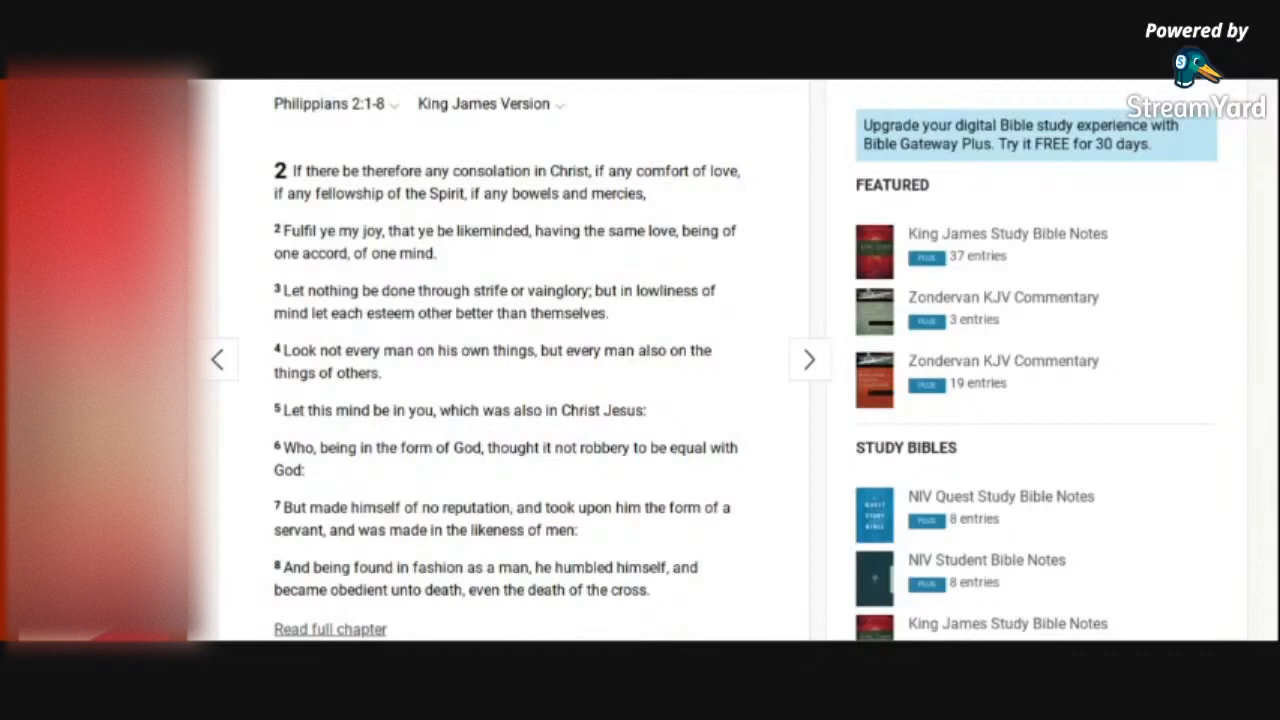 Powered by
StreamYard
Philippians 2:1-8 King James Version
2 If there be therefore any consolation in Christ, if any comfort of love,
if any fellowship of the Spirit, if any bowels and mercies,
2 Fulfil ye my joy, that ye be likeminded, having the same love, being of
one accord, of one mind.
3 Let nothing be done through strife or vainglory; but in lowliness of
mind let each esteem other better than themselves.
4 Look not every man on his own things, but every man also on the
things of others.
5 Let this mind be in you, which was also in Christ Jesus:
6 Who, being in the form of God, thought it not robbery to be equal with
God:
7 But made himself of no reputation, and took upon him the form of a
servant, and was made in the likeness of men:
8 And being found in fashion as a man, he humbled himself, and
became obedient unto death, even the death of the cross.
Read full chapter
Upgrade your digital Bible study experience with
Bible Gateway Plus. Try it FREE for 30 days.
FEATURED
King James Study Bible Notes
PLUS 37 entries
Zondervan KJV Commentary
PLUS 3 entries
Zondervan KJV Commentary
PLUS 19 entries
STUDY BIBLES
NIV Quest Study Bible Notes
PLUS 8 entries
NIV Student Bible Notes
PLUS 8 entries
King James Study Bible Notes